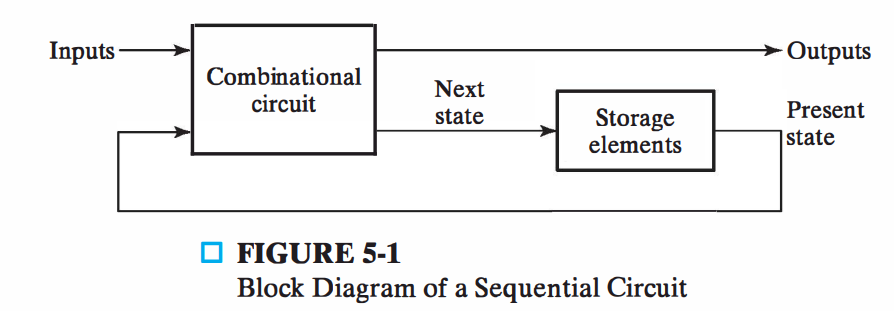 Inputs
Combinational
circuit
Outputs
Next
state
Storage
elements
Present
state
FIGURE 5-1
Block Diagram of a Sequential Circuit